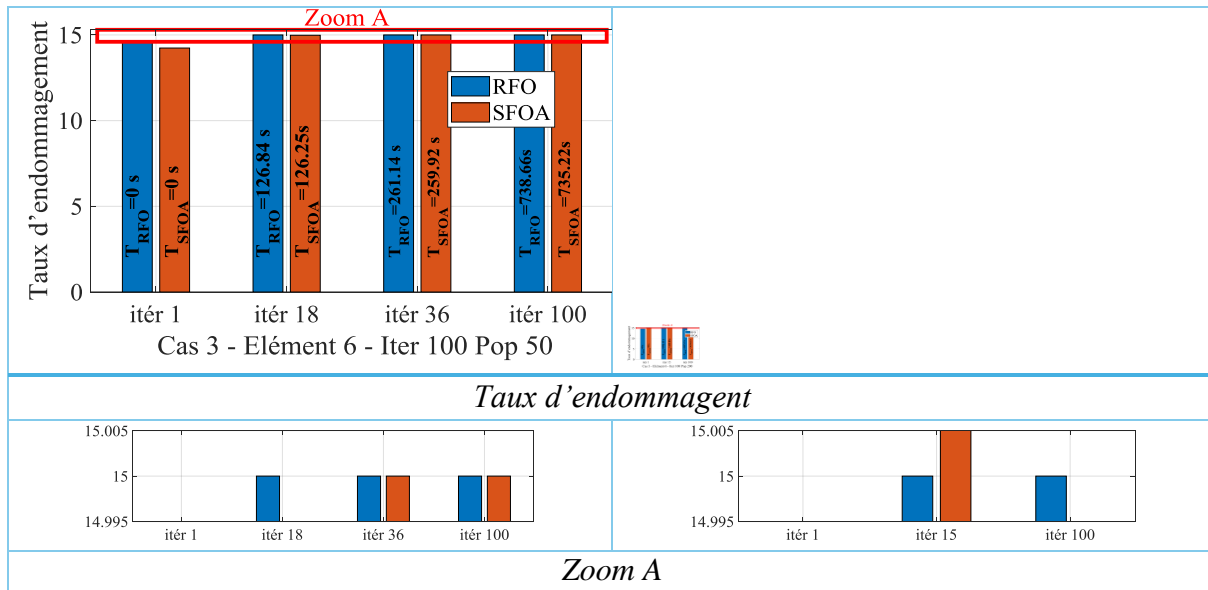 Zoom A
Taux d'endommagement
15
10
5
0
RFO
SFOA
T_RFO=0 s
T_SFOA=0 s
T_RFO=126.84 s
T_SFOA=126.25s
T_RFO=261.14 s
T_SFOA=259.92 s
T_RFO=738.66s
T_SFOA=735.22s
itér 1 itér 18 itér 36 itér 100
Cas 3 - Elément 6 - Iter 100 Pop 50
Taux d'endommagent
15.005
15
14.995
itér 1 itér 18 itér 36 itér 100
15.005
15
14.995
itér 1 itér 15 itér 100
Zoom A